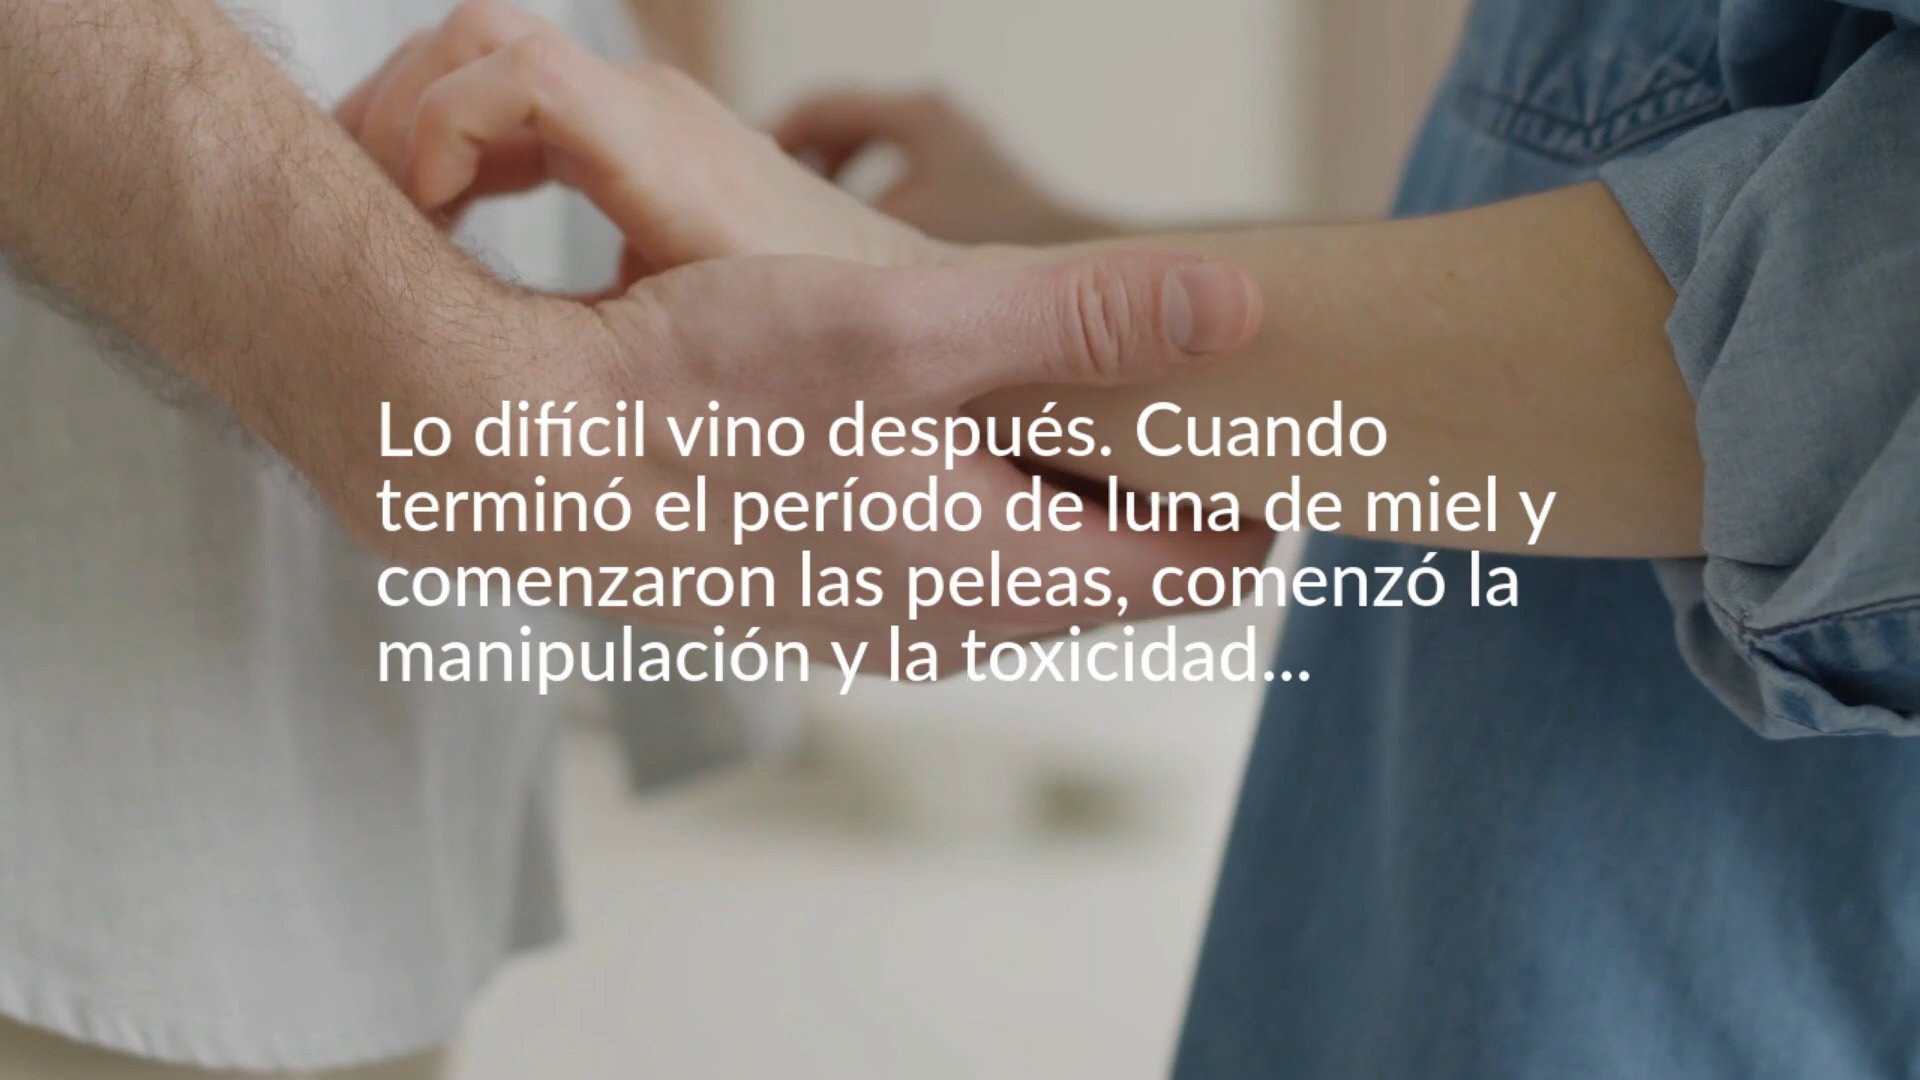 Lo difícil vino después. Cuando
terminó el período de luna de miel y
comenzaron las peleas, comenzó la
manipulación y la toxicidad...